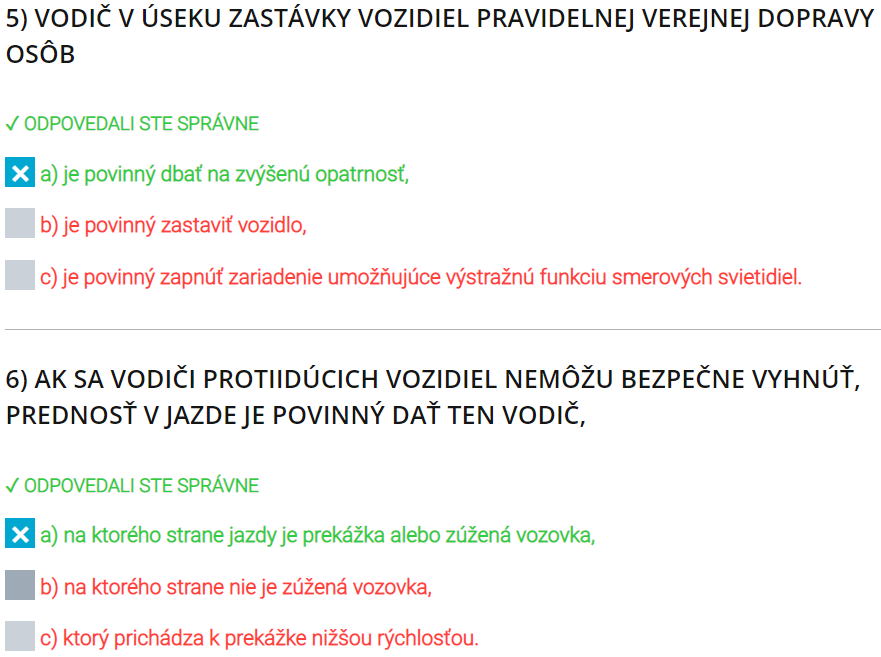 5) VODIČ V ÚSEKU ZASTÁVKY VOZIDIEL PRAVIDELNEJ VEREJNEJ DOPRAVY
OSÔB
✓ ODPOVEDALI STE SPRÁVNE
a) je povinný dbať na zvýšenú opatrnosť,
b) je povinný zastaviť vozidlo,
c) je povinný zapnúť zariadenie umožňujúce výstražnú funkciu smerových svietidiel.
6) AK SA VODIČI PROTIIDÚCICH VOZIDIEL NEMÔŽU BEZPEČNE VYHNÚŤ,
PREDNOSŤ V JAZDE JE POVINNÝ DAŤ TEN VODIČ,
✓ ODPOVEDALI STE SPRÁVNE
a) na ktorého strane jazdy je prekážka alebo zúžená vozovka,
b) na ktorého strane nie je zúžená vozovka,
c) ktorý prichádza k prekážke nižšou rýchlosťou.